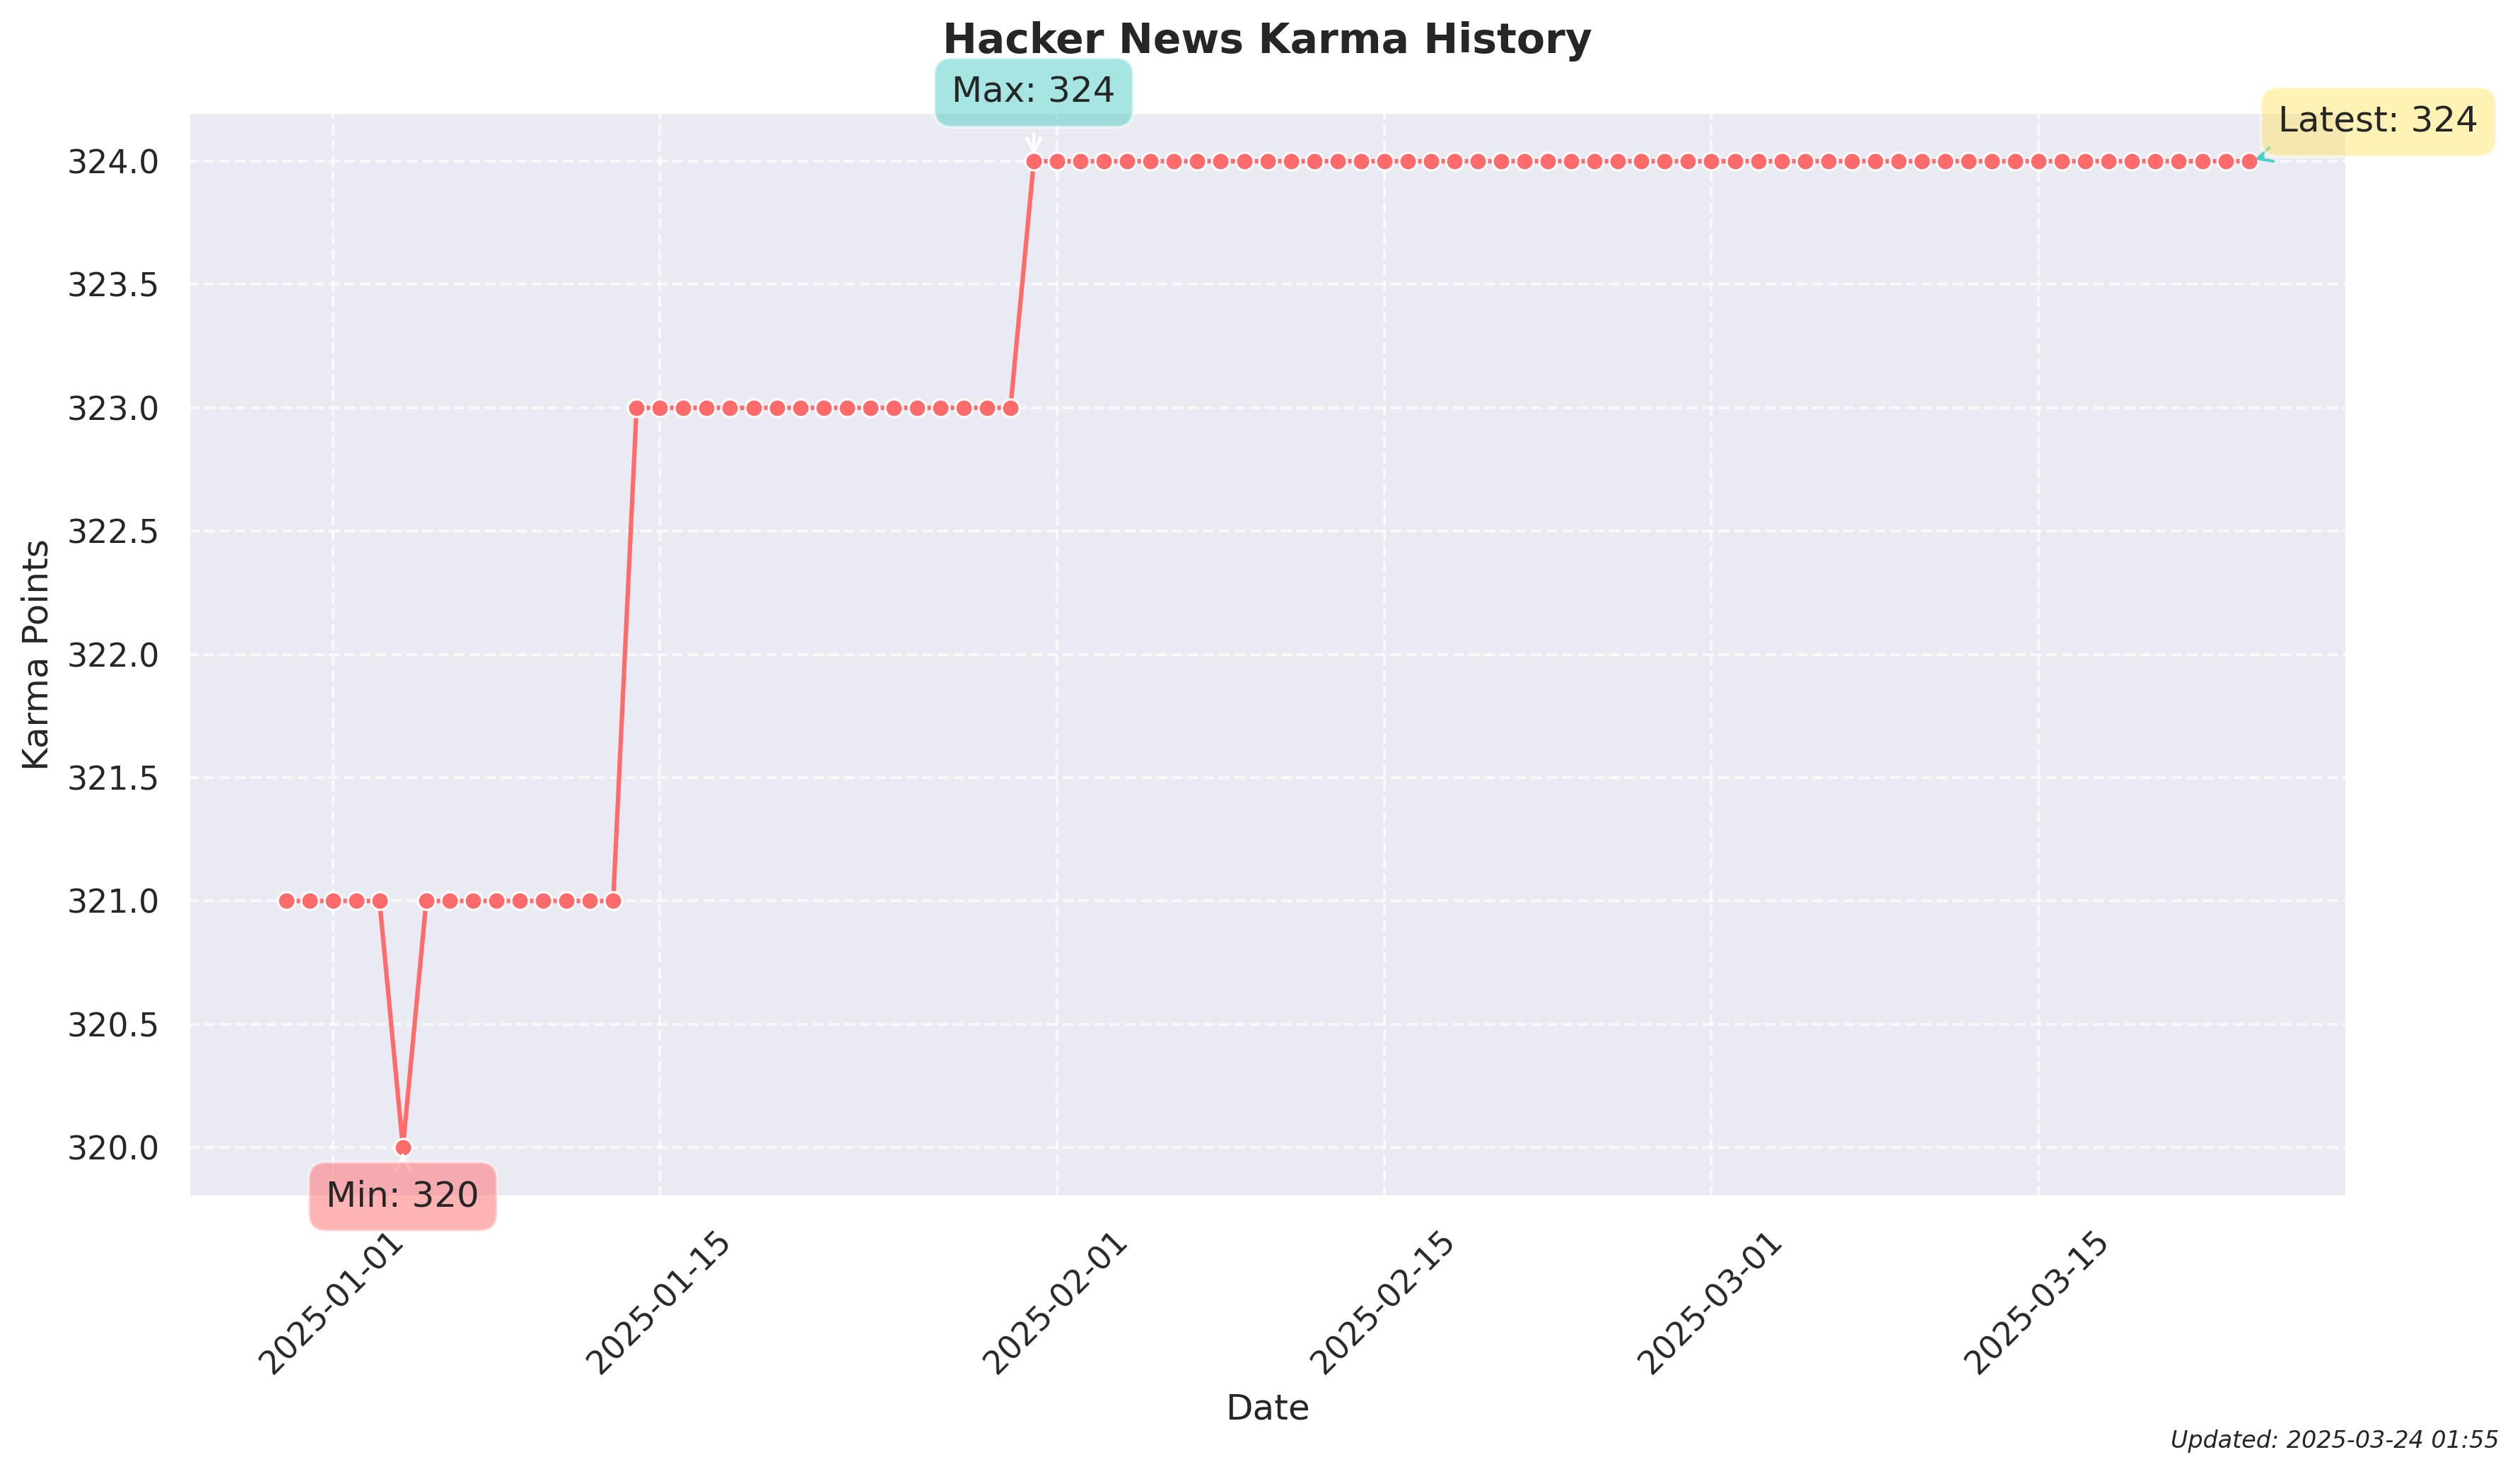 Hacker News Karma History
Max: 324
Latest: 324
324.0
323.5
323.0
322.5
322.0
321.5
321.0
320.5
320.0
Karma Points
Min: 320
2025-01-01
2025-01-15
2025-02-01
2025-02-15
2025-03-01
2025-03-15
Date
Updated: 2025-03-24 01:55